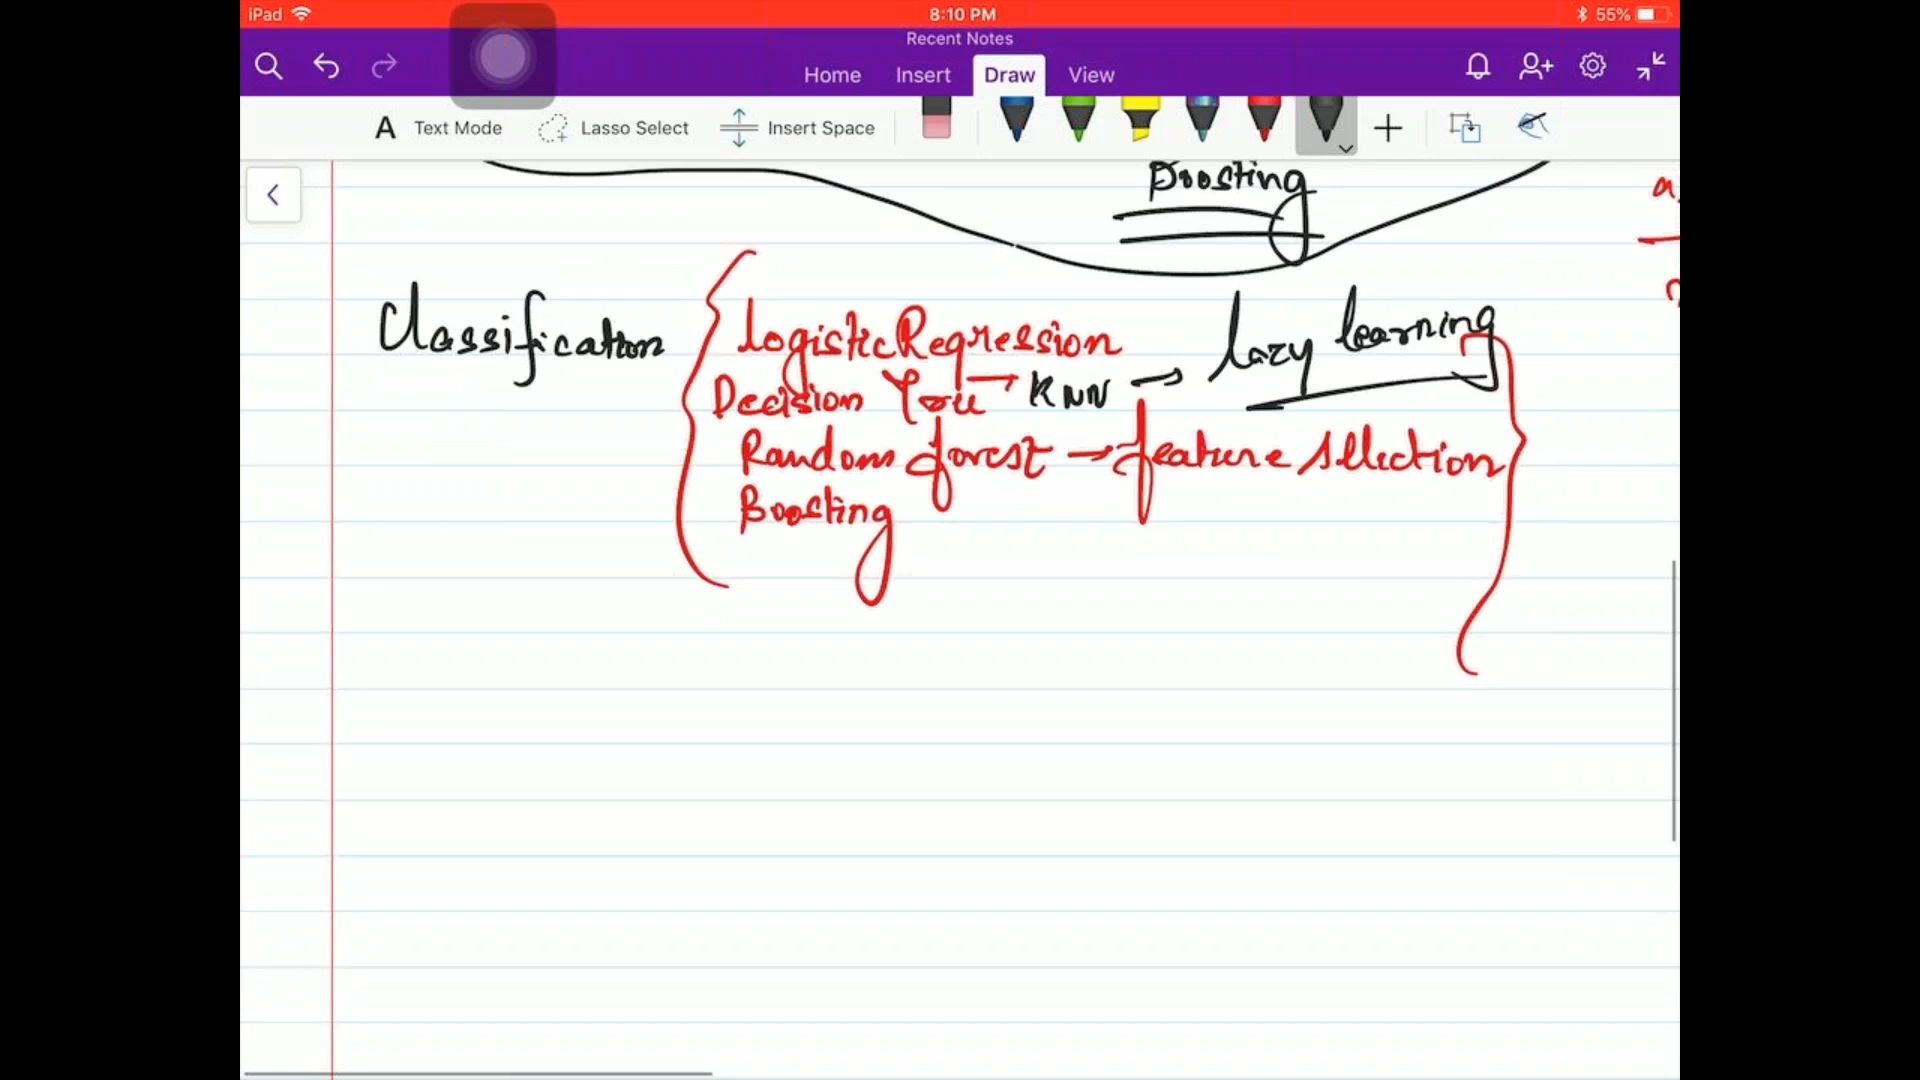 iPad 8:10 PM 55%
Recent Notes
Home Insert Draw View
A Text Mode Lasso Select Insert Space
Boosting
a
Classification
Logistic Regression
lazy learning
Decision Tree → KNN →
Random forest → feature selection
Boosting